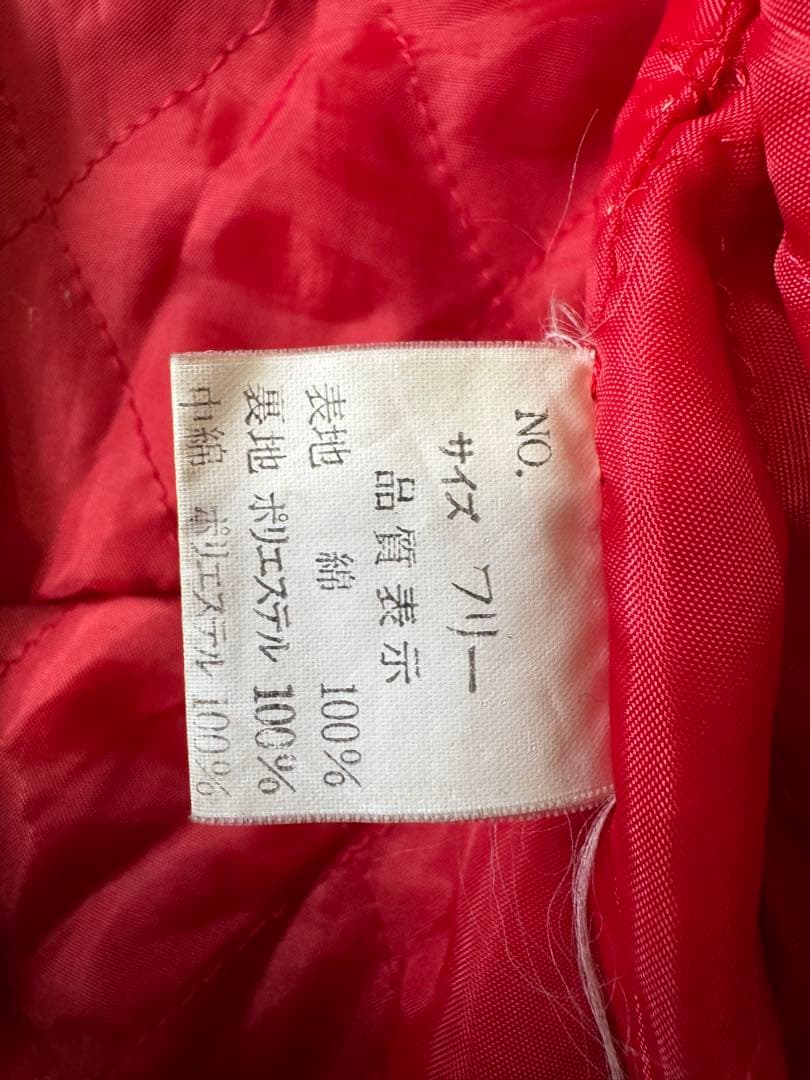 NO.
サイズ フリー
品質表示
表地 綿 100%
裏地 ポリエステル 100%
中綿 ポリエステル 100%